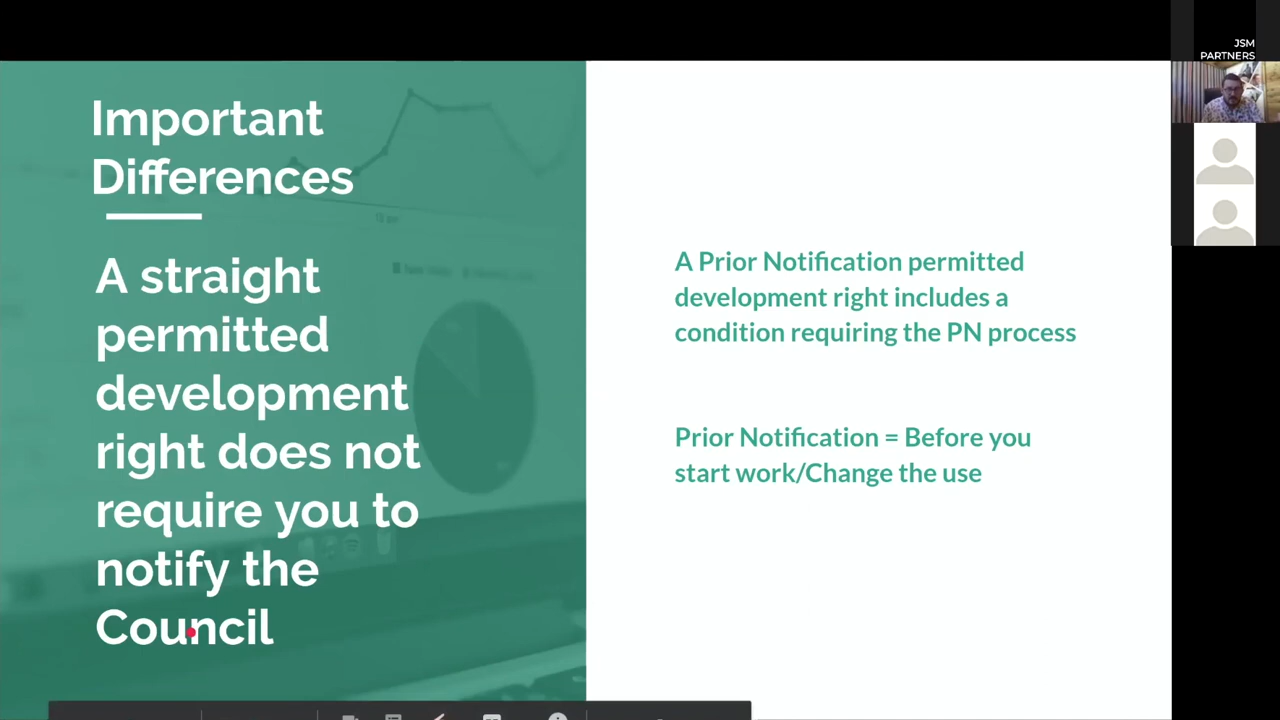 JSM
PARTNERS
Important
Differences
A straight
permitted
development
right does not
require you to
notify the
Council
A Prior Notification permitted
development right includes a
condition requiring the PN process
Prior Notification = Before you
start work/Change the use